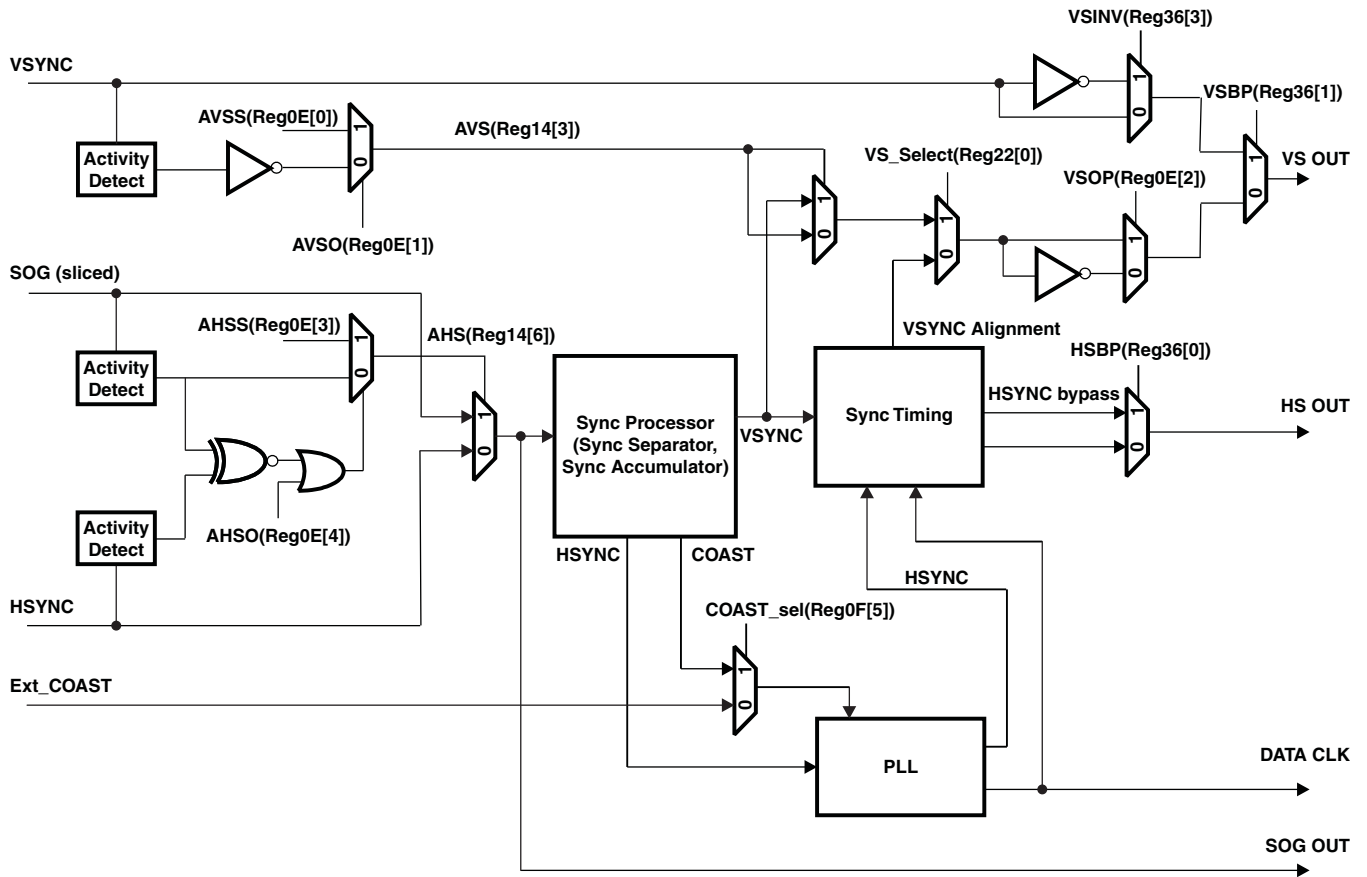 VSINV(Reg36[3])
VSYNC
1
0
VSBP(Reg36[1])
AVSS(Reg0E[0])
1
0
AVS(Reg14[3])
Activity
Detect
VS_Select(Reg22[0])
VS OUT
1
0
VSOP(Reg0E[2])
1
0
1
0
1
0
AVSO(Reg0E[1])
SOG (sliced)
AHSS(Reg0E[3])
1
0
AHS(Reg14[6])
VSYNC Alignment
HSBP(Reg36[0])
Activity
Detect
1
0
Sync Processor
(Sync Separator,
Sync Accumulator)
VSYNC
Sync Timing
HSYNC bypass
1
0
HS OUT
Activity
Detect
AHSO(Reg0E[4])
HSYNC
COAST
HSYNC
HSYNC
COAST_sel(Reg0F[5])
1
0
Ext_COAST
PLL
DATA CLK
SOG OUT